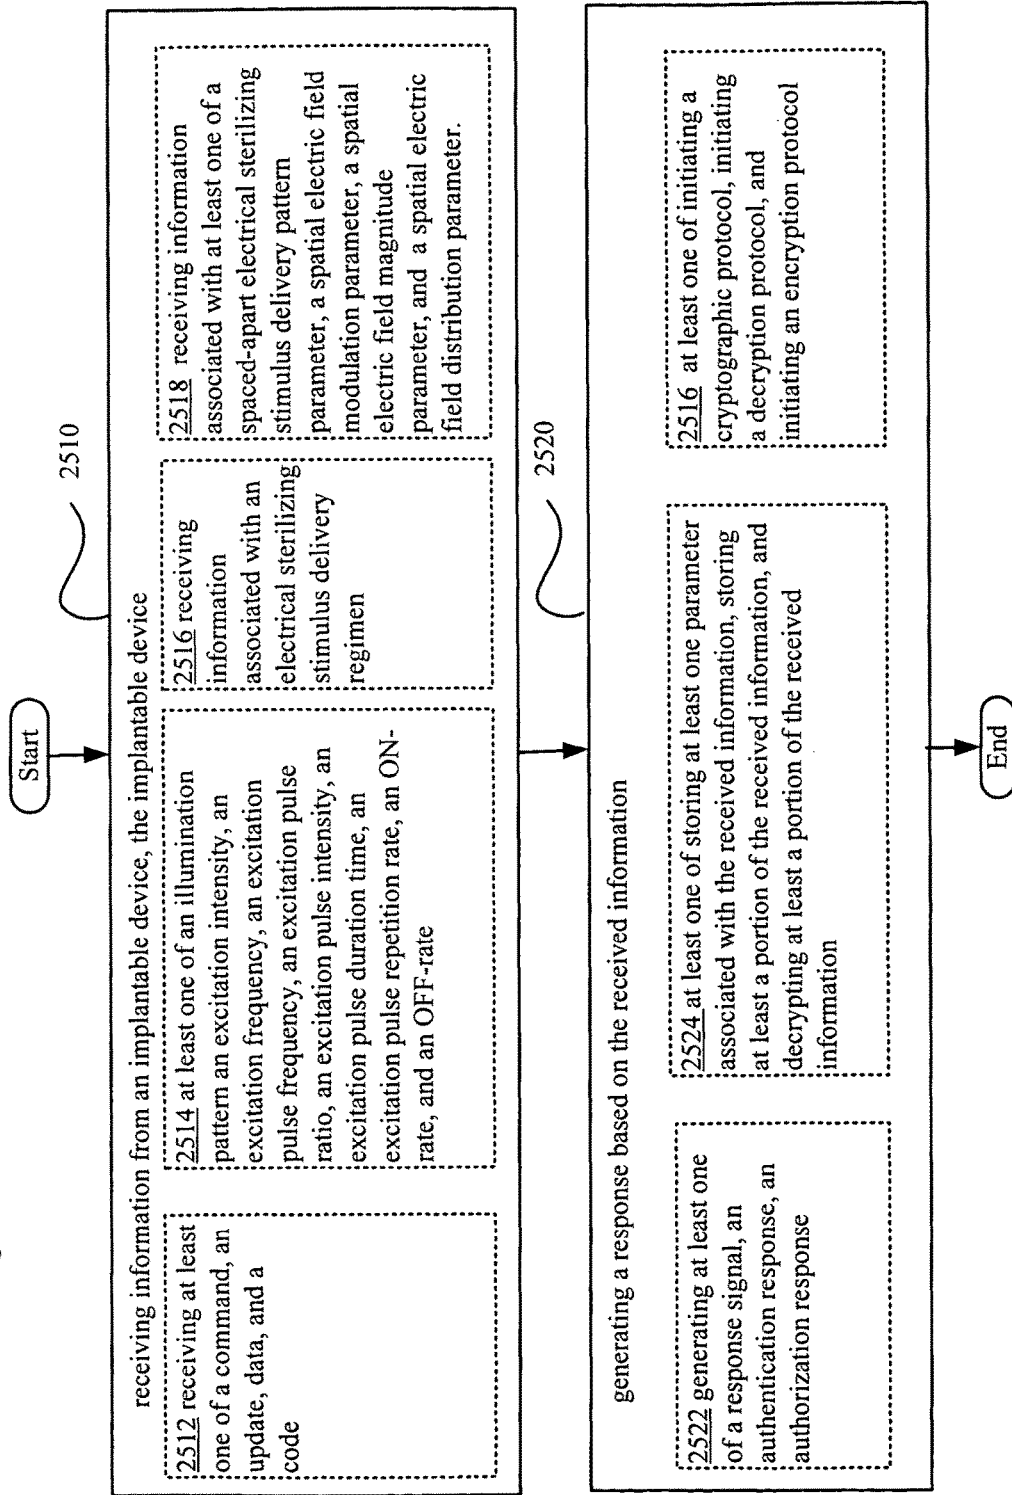 Start
2510
receiving information from an implantable device, the implantable device
2512 receiving at least
one of a command, an
update, data, and a
code
2514 at least one of an illumination
pattern an excitation intensity, an
excitation frequency, an excitation
pulse frequency, an excitation pulse
ratio, an excitation pulse intensity, an
excitation pulse duration time, an
excitation pulse repetition rate, an ON-
rate, and an OFF-rate
2516 receiving
information
associated with an
electrical sterilizing
stimulus delivery
regimen
2518 receiving information
associated with at least one of a
spaced-apart electrical sterilizing
stimulus delivery pattern
parameter, a spatial electric field
modulation parameter, a spatial
electric field magnitude
parameter, and a spatial electric
field distribution parameter.
2520
generating a response based on the received information
2522 generating at least one
of a response signal, an
authentication response, an
authorization response
2524 at least one of storing at least one parameter
associated with the received information, storing
at least a portion of the received information, and
decrypting at least a portion of the received
information
2516 at least one of initiating a
cryptographic protocol, initiating
a decryption protocol, and
initiating an encryption protocol
End